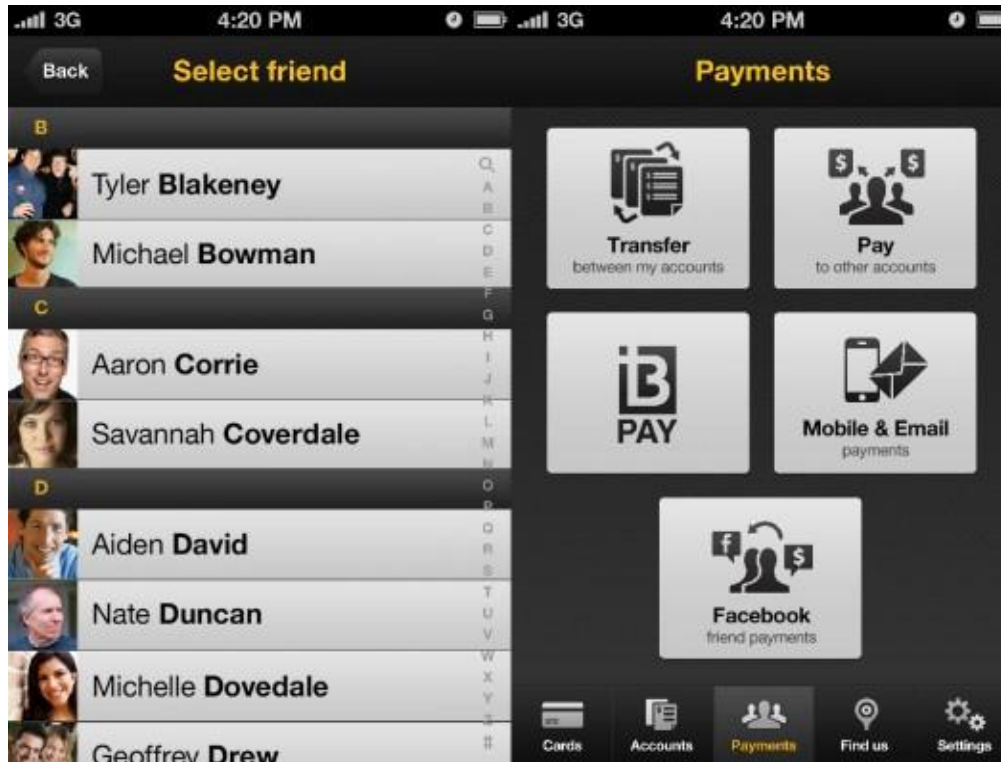 3G 4:20 PM
Back Select friend
B
Tyler Blakeney
Michael Bowman
C
Aaron Corrie
Savannah Coverdale
D
Aiden David
Nate Duncan
Michelle Dovedale
Geoffrey Drew
A
B
C
D
E
F
G
H
I
J
K
L
M
N
O
P
Q
R
S
T
U
V
W
X
Y
#
3G 4:20 PM
Payments
$ $
Transfer
between my accounts
Pay
to other accounts
B
PAY
Mobile & Email
payments
f $
Facebook
friend payments
Cards Accounts Payments Find us Settings